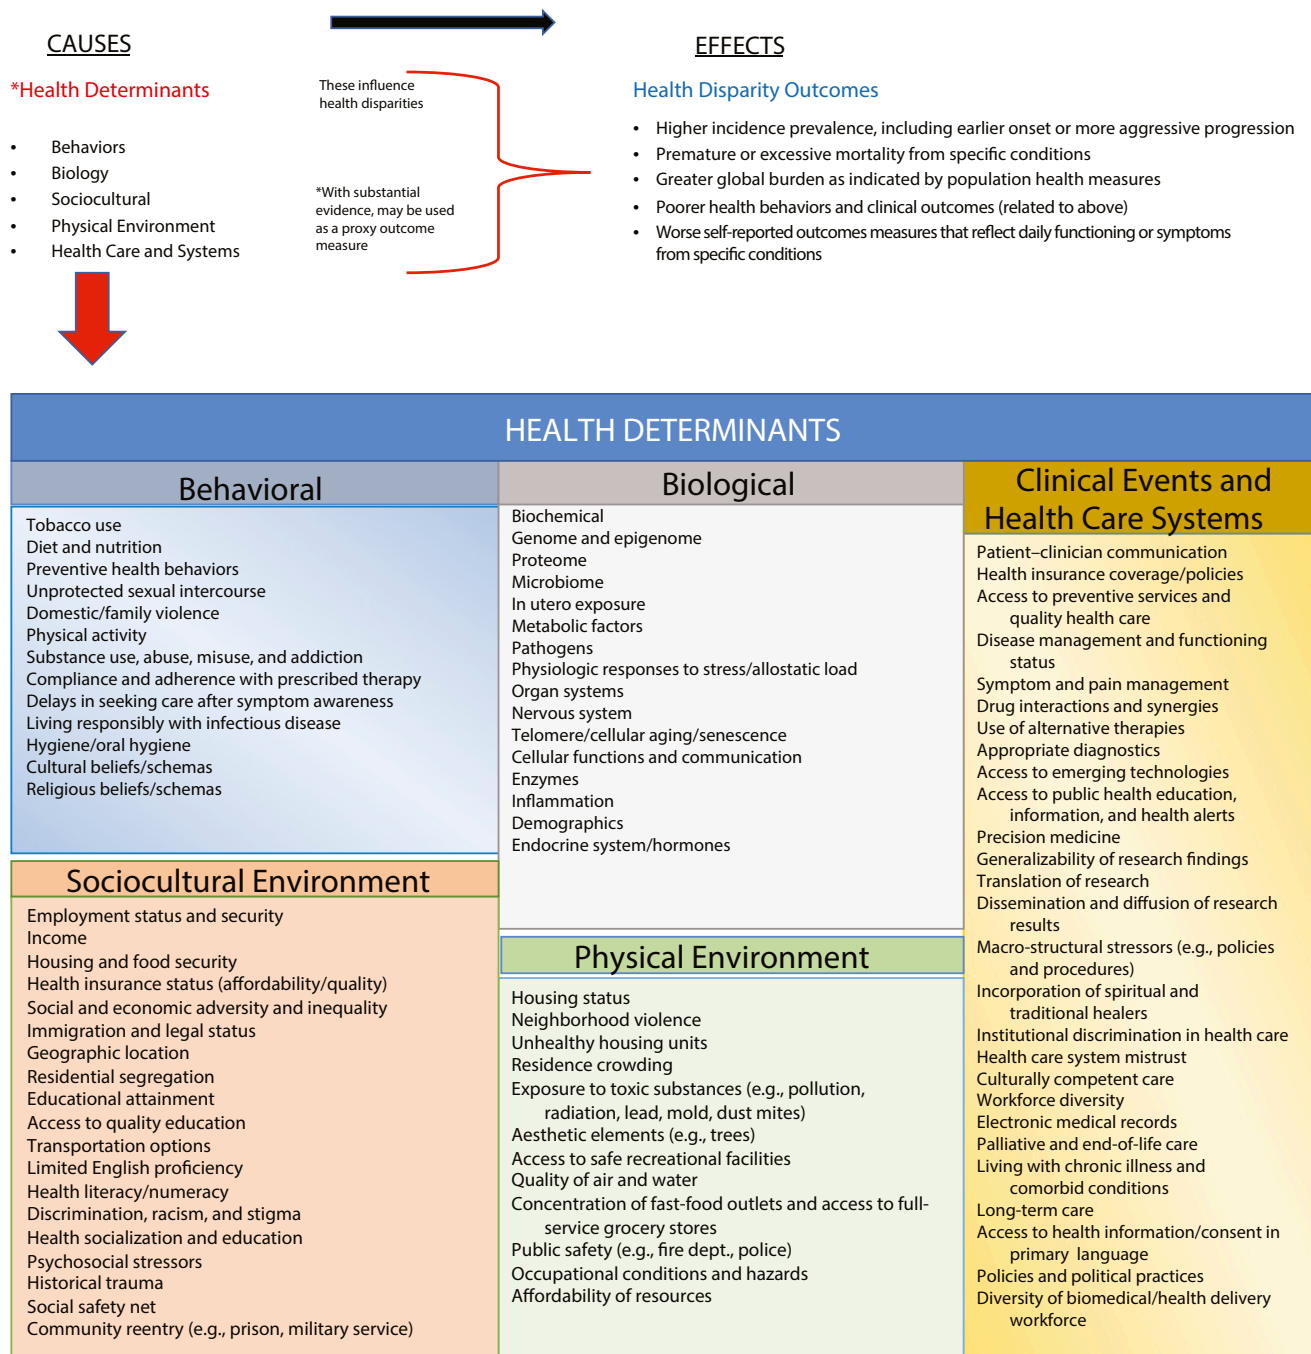 CAUSES
*Health Determinants
• Behaviors
• Biology
• Sociocultural
• Physical Environment
• Health Care and Systems
These influence
health disparities
*With substantial
evidence, may be used
as a proxy outcome
measure
EFFECTS
Health Disparity Outcomes
• Higher incidence prevalence, including earlier onset or more aggressive progression
• Premature or excessive mortality from specific conditions
• Greater global burden as indicated by population health measures
• Poorer health behaviors and clinical outcomes (related to above)
• Worse self-reported outcomes measures that reflect daily functioning or symptoms
from specific conditions
HEALTH DETERMINANTS
Behavioral
Tobacco use
Diet and nutrition
Preventive health behaviors
Unprotected sexual intercourse
Domestic/family violence
Physical activity
Substance use, abuse, misuse, and addiction
Compliance and adherence with prescribed therapy
Delays in seeking care after symptom awareness
Living responsibly with infectious disease
Hygiene/oral hygiene
Cultural beliefs/schemas
Religious beliefs/schemas
Sociocultural Environment
Employment status and security
Income
Housing and food security
Health insurance status (affordability/quality)
Social and economic adversity and inequality
Immigration and legal status
Geographic location
Residential segregation
Educational attainment
Access to quality education
Transportation options
Limited English proficiency
Health literacy/numeracy
Discrimination, racism, and stigma
Health socialization and education
Psychosocial stressors
Historical trauma
Social safety net
Community reentry (e.g., prison, military service)
Biological
Biochemical
Genome and epigenome
Proteome
Microbiome
In utero exposure
Metabolic factors
Pathogens
Physiologic responses to stress/allostatic load
Organ systems
Nervous system
Telomere/cellular aging/senescence
Cellular functions and communication
Enzymes
Inflammation
Demographics
Endocrine system/hormones
Physical Environment
Housing status
Neighborhood violence
Unhealthy housing units
Residence crowding
Exposure to toxic substances (e.g., pollution,
radiation, lead, mold, dust mites)
Aesthetic elements (e.g., trees)
Access to safe recreational facilities
Quality of air and water
Concentration of fast-food outlets and access to full-
service grocery stores
Public safety (e.g., fire dept., police)
Occupational conditions and hazards
Affordability of resources
Clinical Events and
Health Care Systems
Patient–clinician communication
Health insurance coverage/policies
Access to preventive services and
quality health care
Disease management and functioning
status
Symptom and pain management
Drug interactions and synergies
Use of alternative therapies
Appropriate diagnostics
Access to emerging technologies
Access to public health education,
information, and health alerts
Precision medicine
Generalizability of research findings
Translation of research
Dissemination and diffusion of research
results
Macro-structural stressors (e.g., policies
and procedures)
Incorporation of spiritual and
traditional healers
Institutional discrimination in health care
Health care system mistrust
Culturally competent care
Workforce diversity
Electronic medical records
Palliative and end-of-life care
Living with chronic illness and
comorbid conditions
Long-term care
Access to health information/consent in
primary language
Policies and political practices
Diversity of biomedical/health delivery
workforce